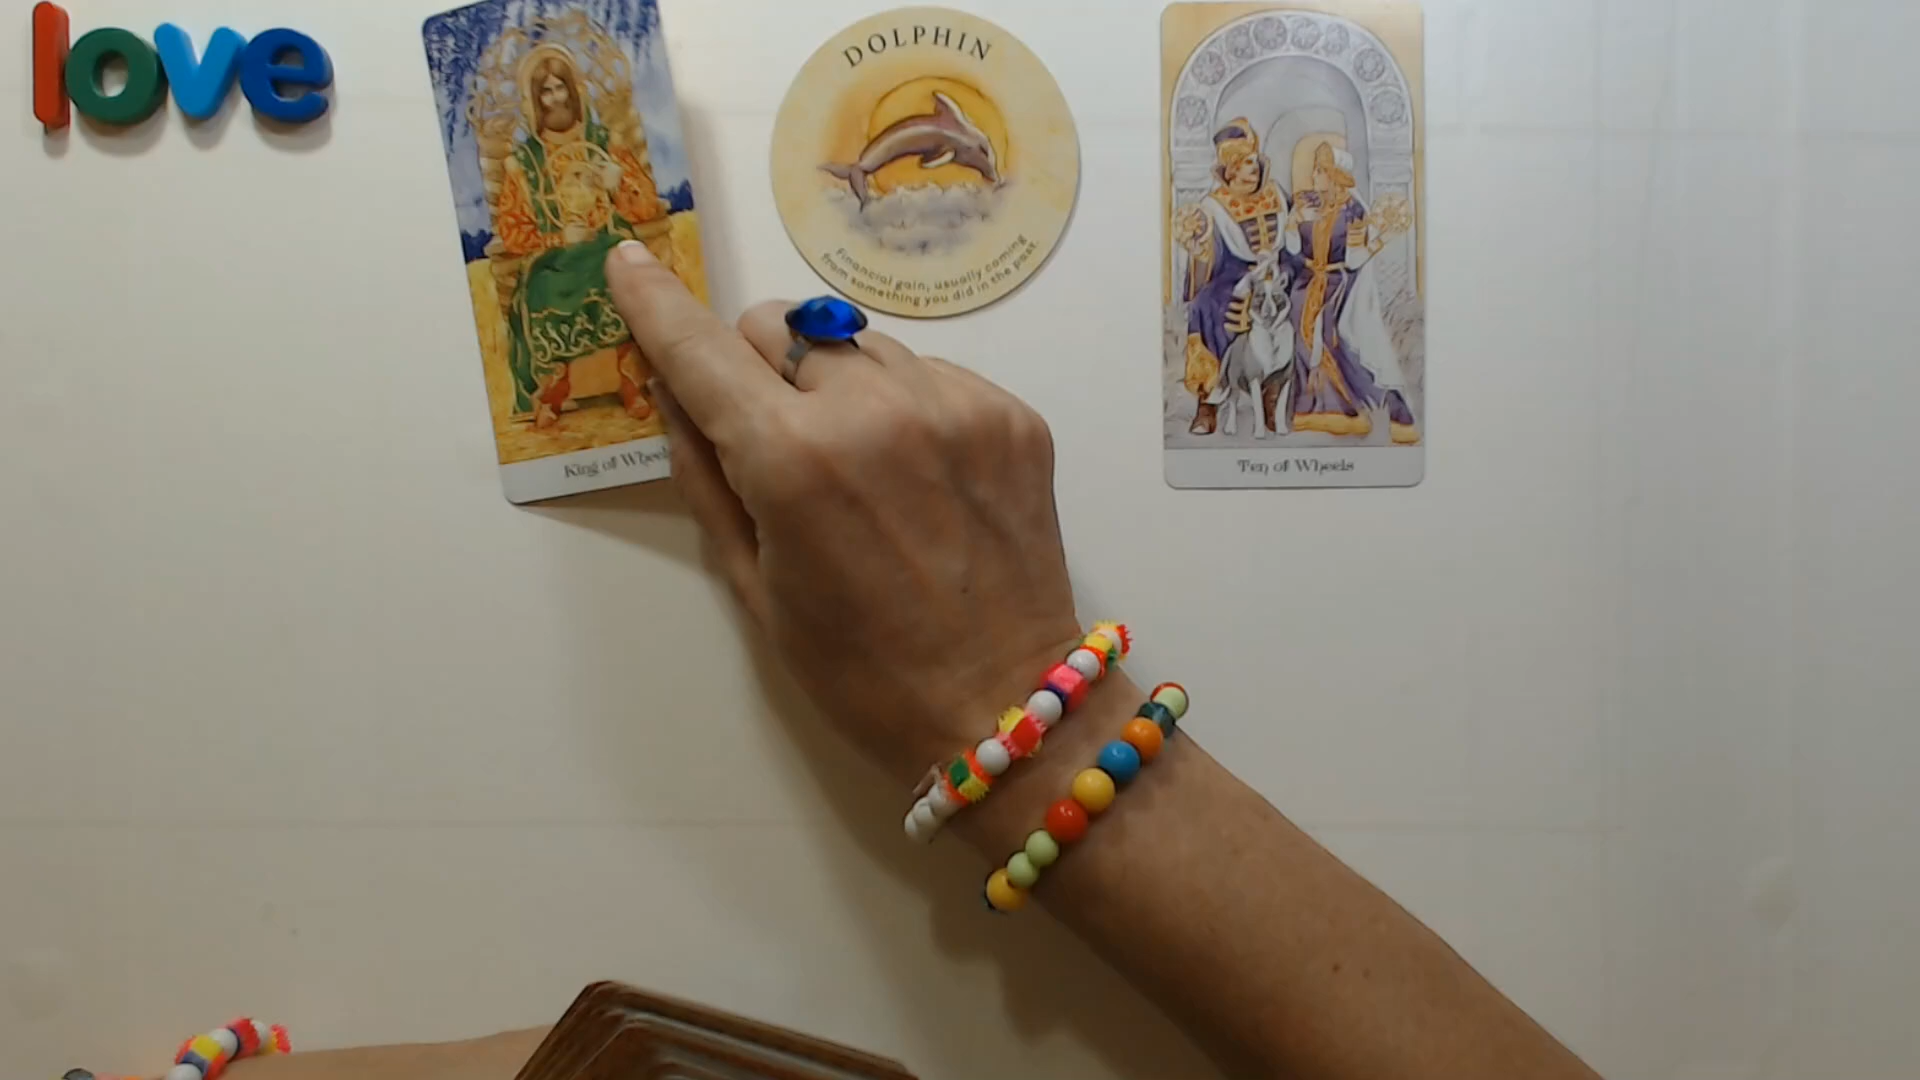 love
DOLPHIN
Financial gain, usually coming
from something you did in the past.
King of Wheels
Ten of Wheels